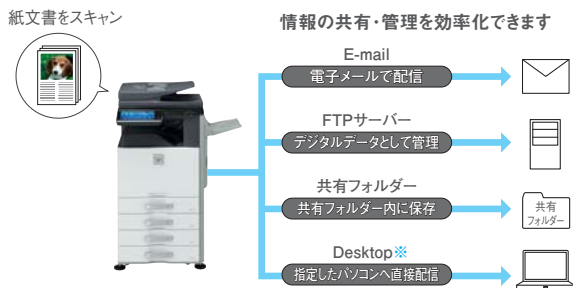 紙文書をスキャン
情報の共有・管理を効率化できます
E-mail
電子メールで配信
FTPサーバー
デジタルデータとして管理
共有フォルダー
共有フォルダー内に保存
共有
フォルダー
Desktop※
指定したパソコンへ直接配信